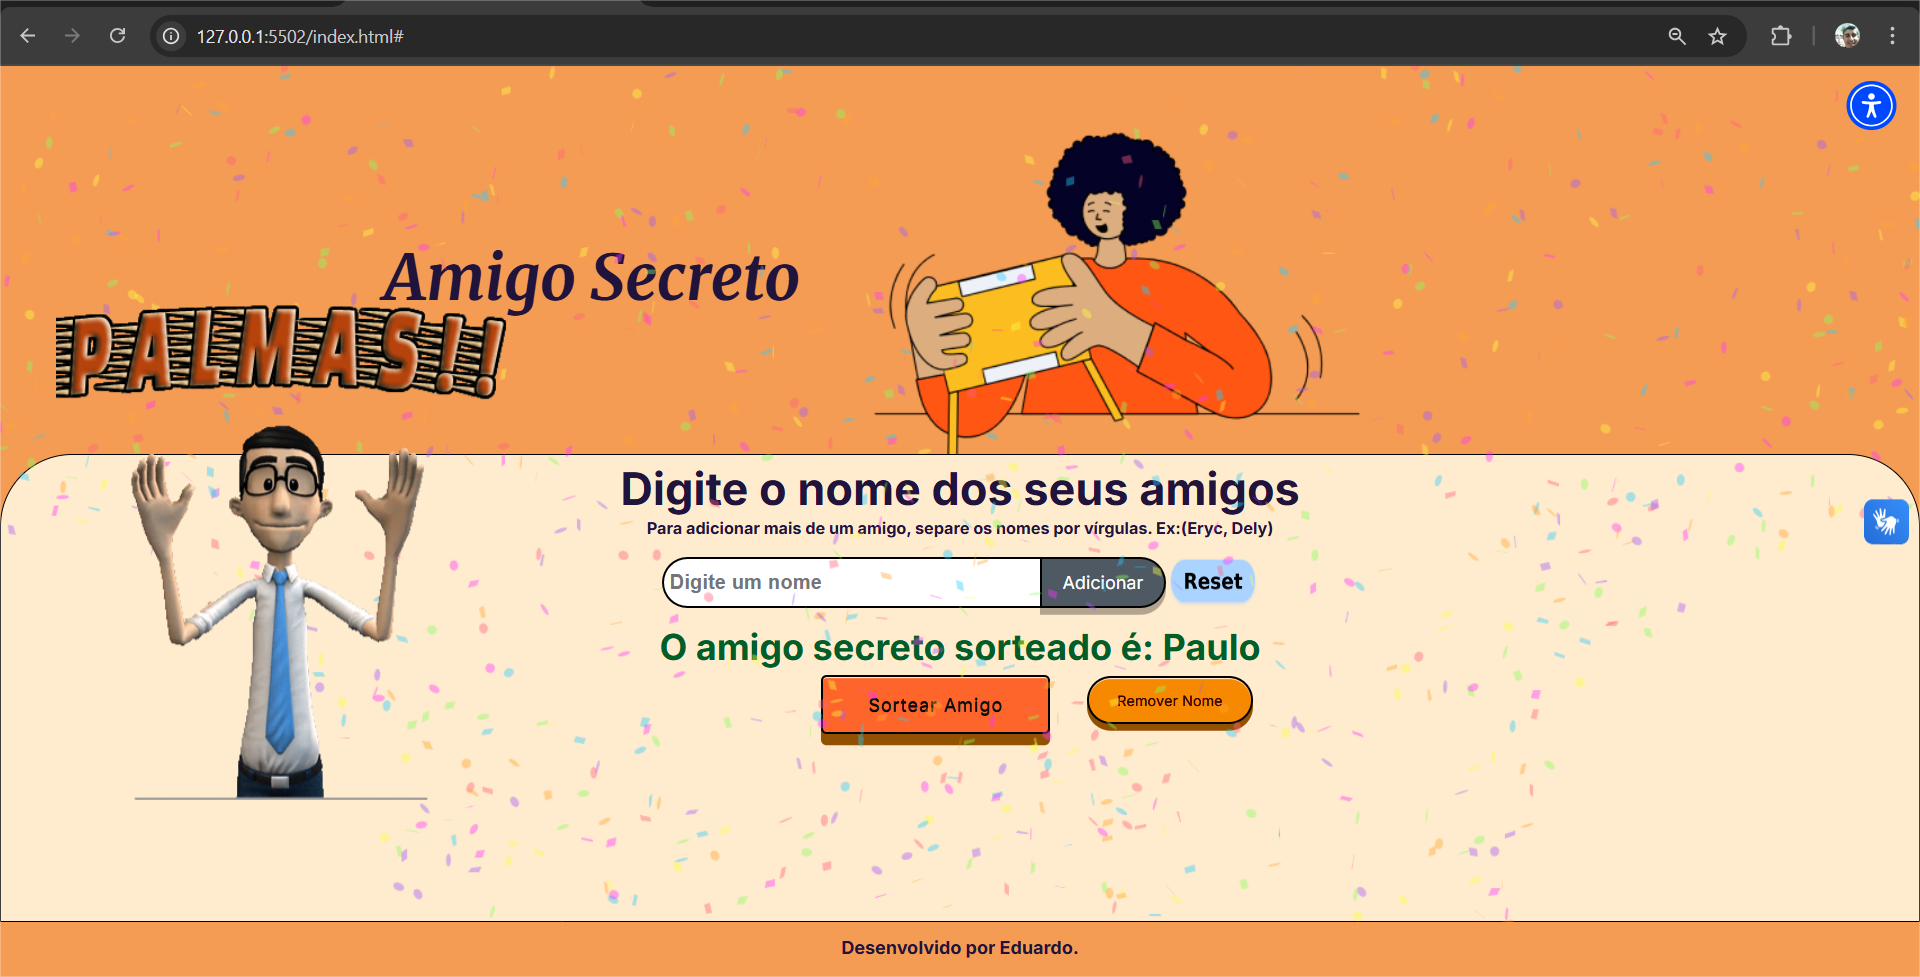 127.0.0.1:5502/index.html#
Amigo Secreto
PALMAS!!
Digite o nome dos seus amigos
Para adicionar mais de um amigo, separe os nomes por vírgulas. Ex:(Eryc, Dely)
Digite um nome
Adicionar
Reset
O amigo secreto sorteado é: Paulo
Sortear Amigo
Remover Nome
Desenvolvido por Eduardo.